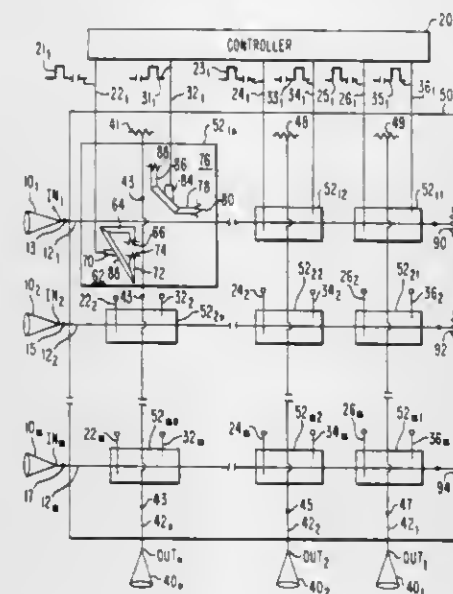 20
CONTROLLER
21₁ 23₁
22₁ 31₁ 32₁ 24₁ 33₁ 34₁ 25₁ 26₁ 35₁ 36₁
50
41 52₁ₙ 48 49
88 86 76
84 78
43 80
10₁ IN₁ 64 52₁₂ 52₁₁
66
13 12₁ 74 90
70 72
62 88
10₂ IN₂ 22₂ 43 32₂ 24₂ 52₂₂ 34₂ 26₂ 52₂₁ 36₂
52₂ₙ
15 12₂ 92
10ₘ INₘ 22ₘ 52ₘₙ 32ₘ 24ₘ 52ₘ₂ 34ₘ 26ₘ 52ₘ₁ 36ₘ
17 12ₘ 94
43 45 47
42ₙ 42₂ 42₁
OUTₙ OUT₂ OUT₁
40ₙ 40₂ 40₁